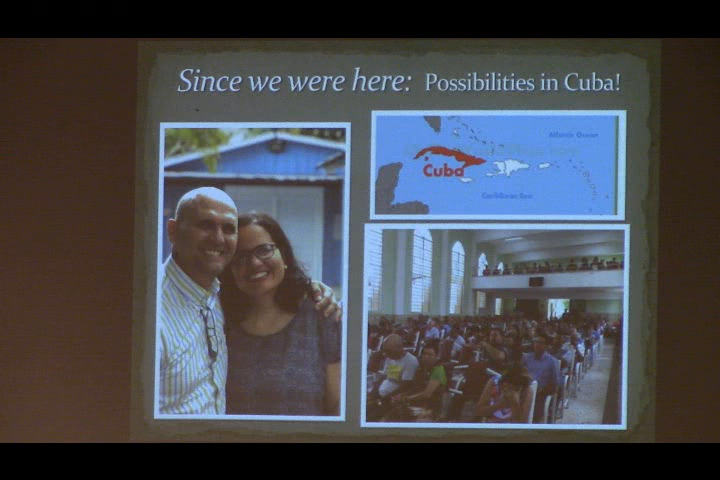 Since we were here: Possibilities in Cuba!
Atlantic Ocean
Cuba
Caribbean Sea